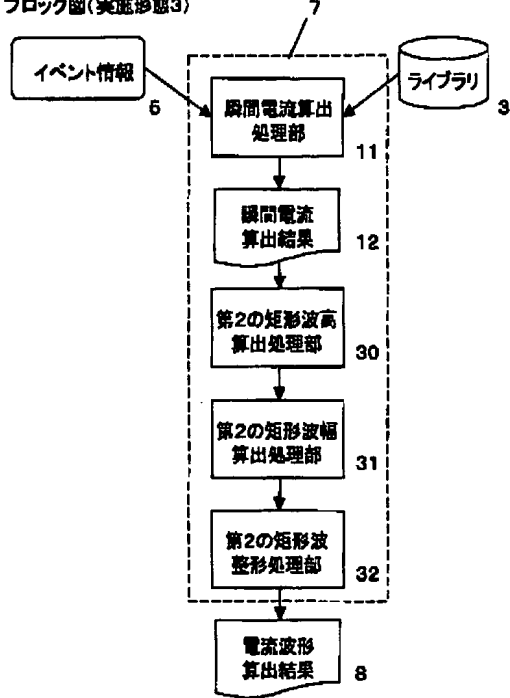 ブロック図(実施形態3)
7
イベント情報
5
ライブラリ
3
瞬間電流算出
処理部
11
瞬間電流
算出結果
12
第2の矩形波高
算出処理部
30
第2の矩形波幅
算出処理部
31
第2の矩形波
整形処理部
32
電流波形
算出結果
8